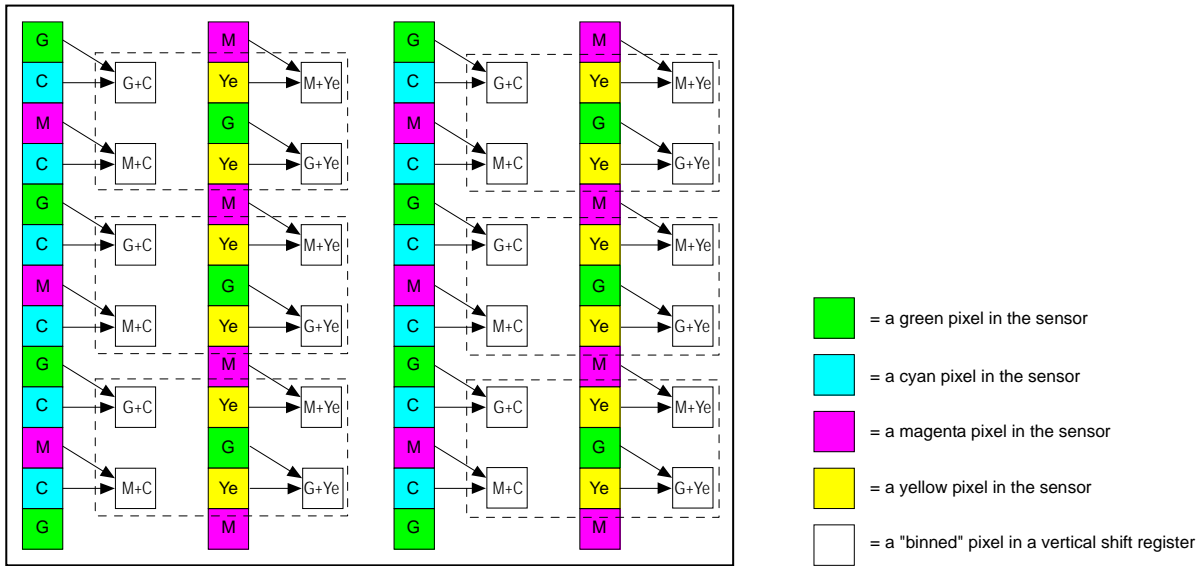 G M G M
C G+C Ye M+Ye C G+C Ye M+Ye
M G M G
C M+C Ye G+Ye C M+C Ye G+Ye
G M G M
C G+C Ye M+Ye C G+C Ye M+Ye
M G M G
C M+C Ye G+Ye C M+C Ye G+Ye
G M G M
C G+C Ye M+Ye C G+C Ye M+Ye
M G M G
C M+C Ye G+Ye C M+C Ye G+Ye
G M G M
= a green pixel in the sensor
= a cyan pixel in the sensor
= a magenta pixel in the sensor
= a yellow pixel in the sensor
= a "binned" pixel in a vertical shift register